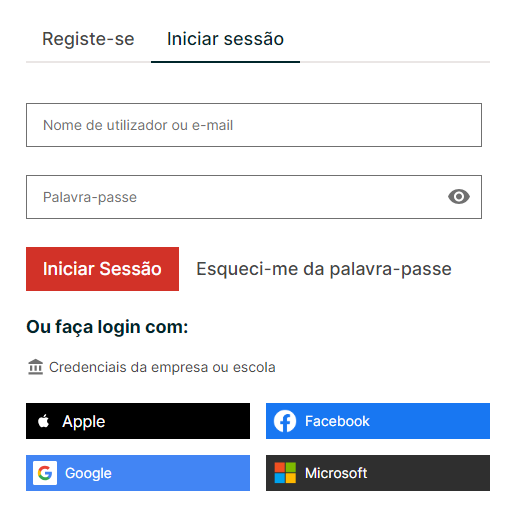 Registe-se Iniciar sessão
Nome de utilizador ou e-mail
Palavra-passe
Iniciar Sessão Esqueci-me da palavra-passe
Ou faça login com:
Credenciais da empresa ou escola
Apple Facebook
Google Microsoft